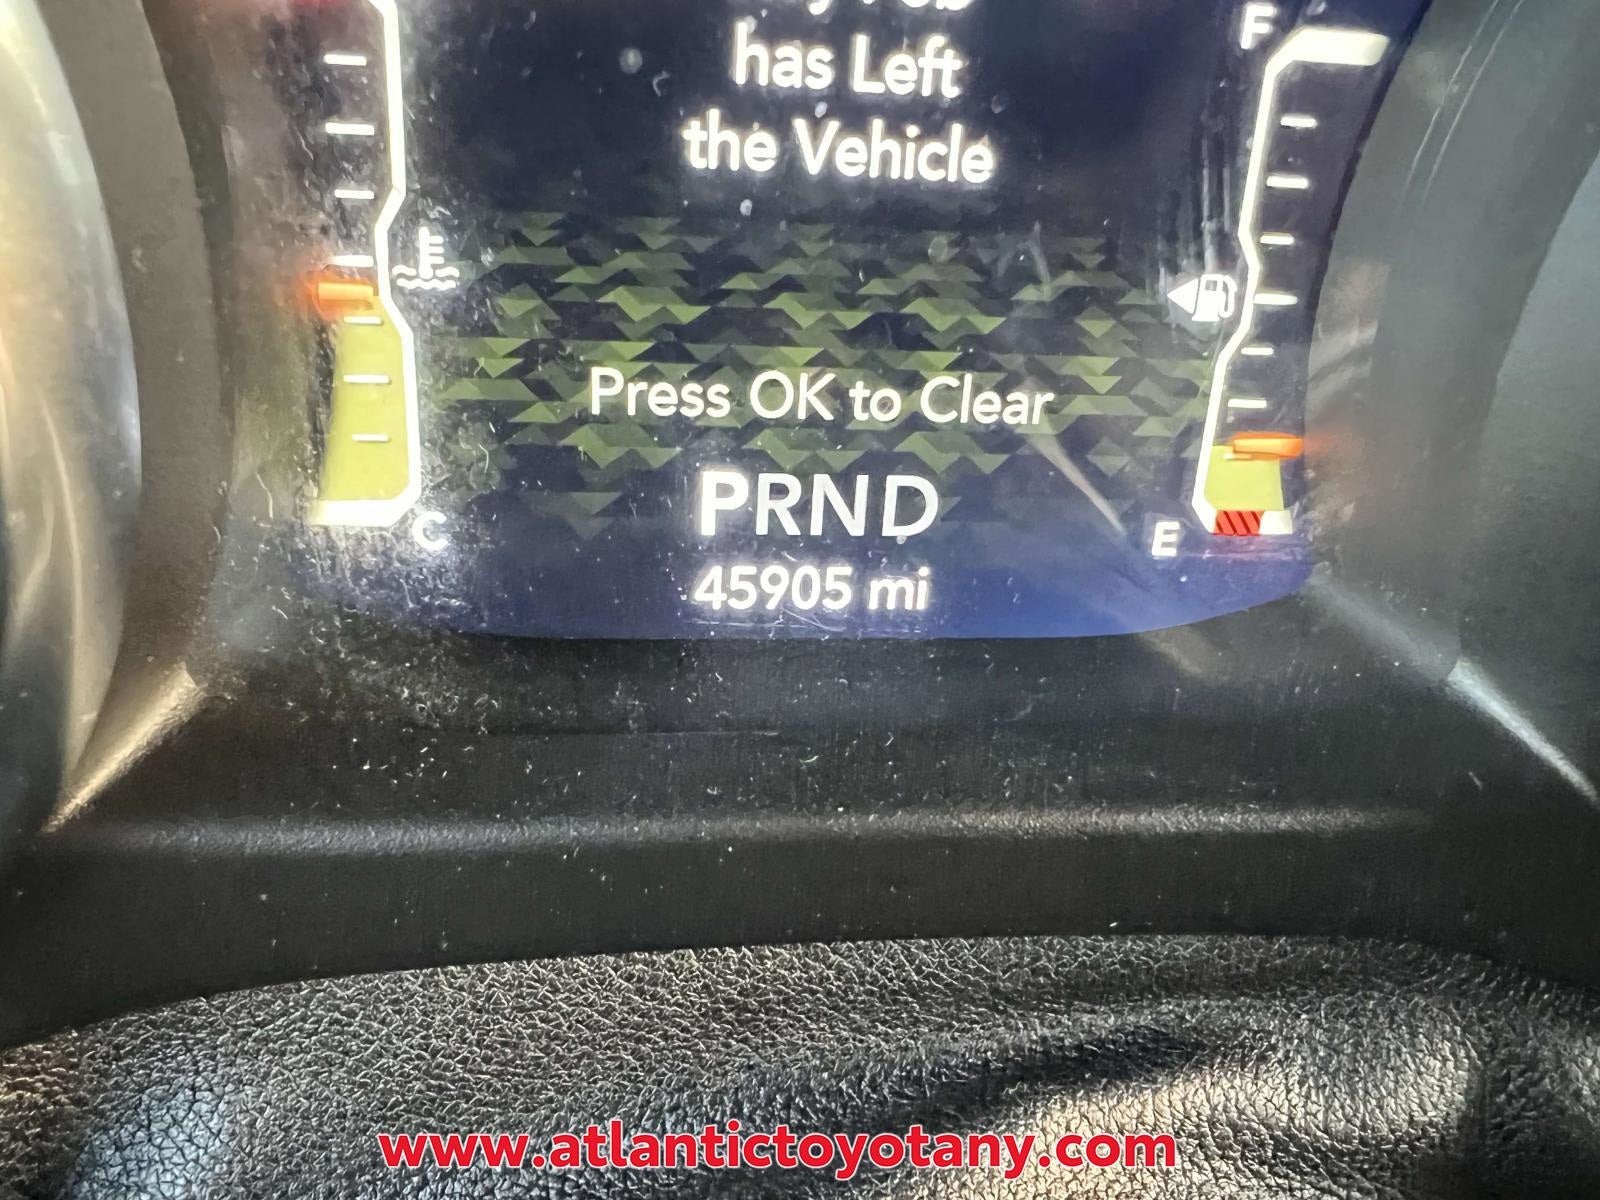 F
has Left
the Vehicle
Press OK to Clear
PRND
C
E
45905 mi
www.atlantictoyotany.com